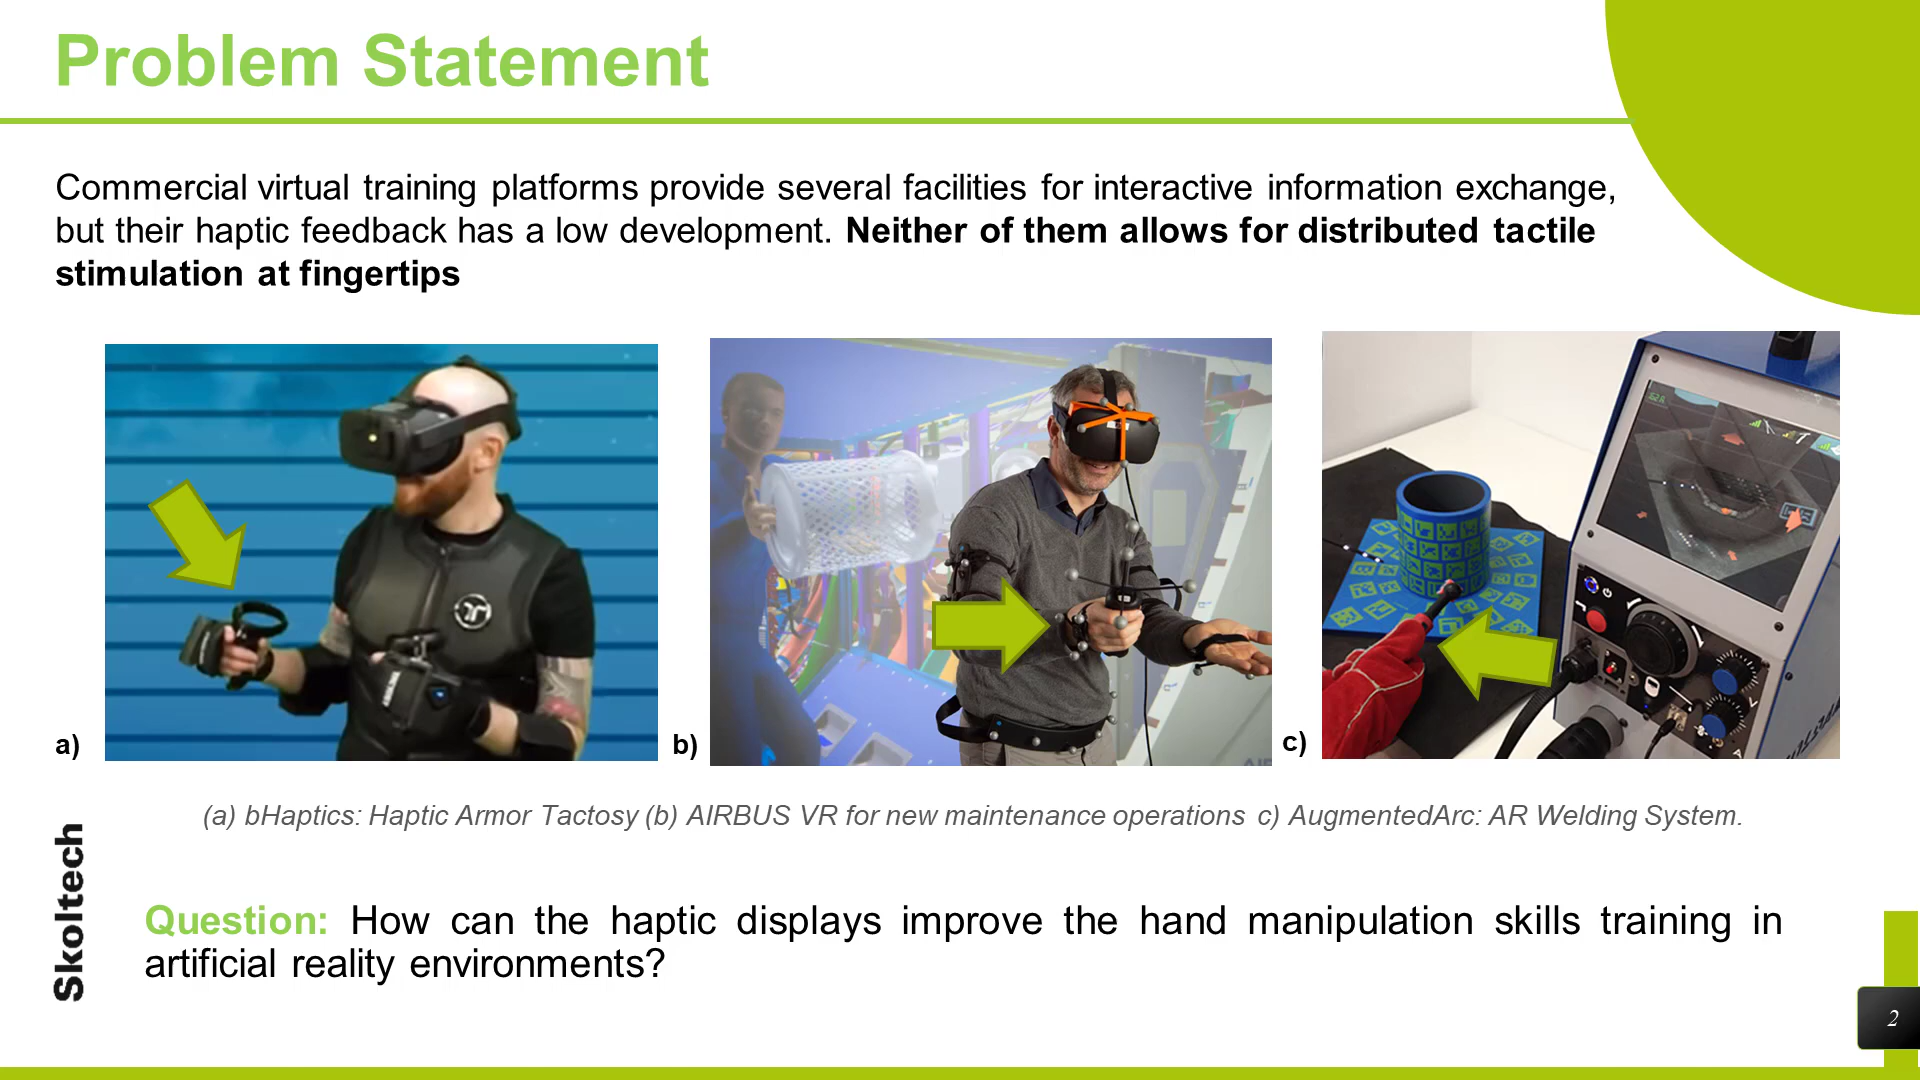 Problem Statement
Commercial virtual training platforms provide several facilities for interactive information exchange,
but their haptic feedback has a low development. Neither of them allows for distributed tactile
stimulation at fingertips
a)
b)
c)
(a) bHaptics: Haptic Armor Tactosy (b) AIRBUS VR for new maintenance operations c) AugmentedArc: AR Welding System.
Skoltech
Question: How can the haptic displays improve the hand manipulation skills training in
artificial reality environments?
2